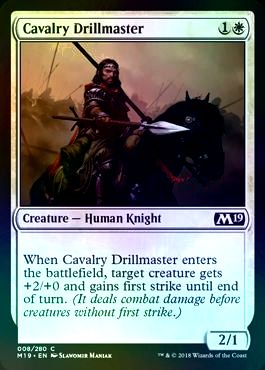 Cavalry Drillmaster 1
M19
Creature — Human Knight
When Cavalry Drillmaster enters
the battlefield, target creature gets
+2/+0 and gains first strike until end
of turn. (It deals combat damage before
creatures without first strike.)
2/1
008/280 C
M19 • EN Slawomir Maniak
™ & © 2018 Wizards of the Coast